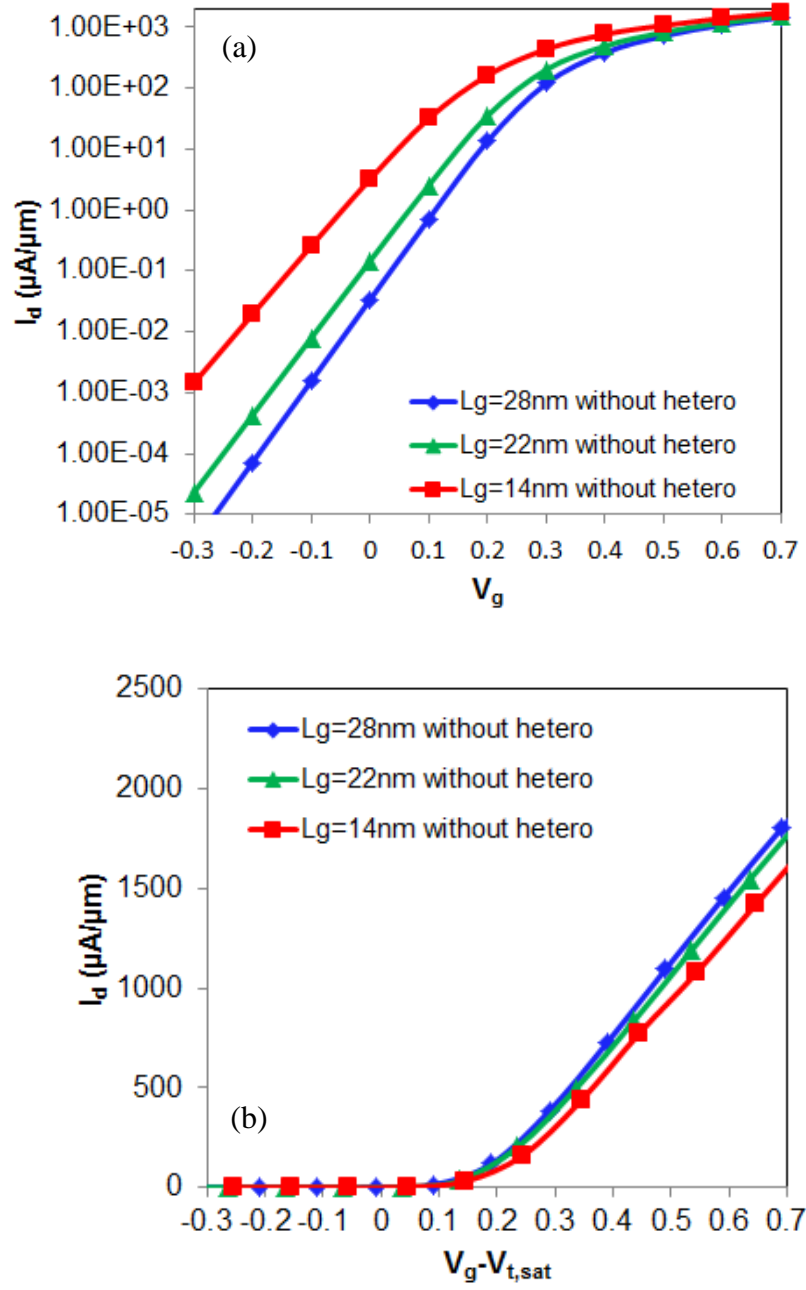 (a)
1.00E+03
1.00E+02
1.00E+01
1.00E+00
1.00E-01
1.00E-02
1.00E-03
1.00E-04
1.00E-05
I_d (µA/µm)
Lg=28nm without hetero
Lg=22nm without hetero
Lg=14nm without hetero
-0.3 -0.2 -0.1 0 0.1 0.2 0.3 0.4 0.5 0.6 0.7
V_g
2500
2000
1500
1000
500
0
I_d (µA/µm)
Lg=28nm without hetero
Lg=22nm without hetero
Lg=14nm without hetero
(b)
-0.3 -0.2 -0.1 0 0.1 0.2 0.3 0.4 0.5 0.6 0.7
V_g-V_t,sat